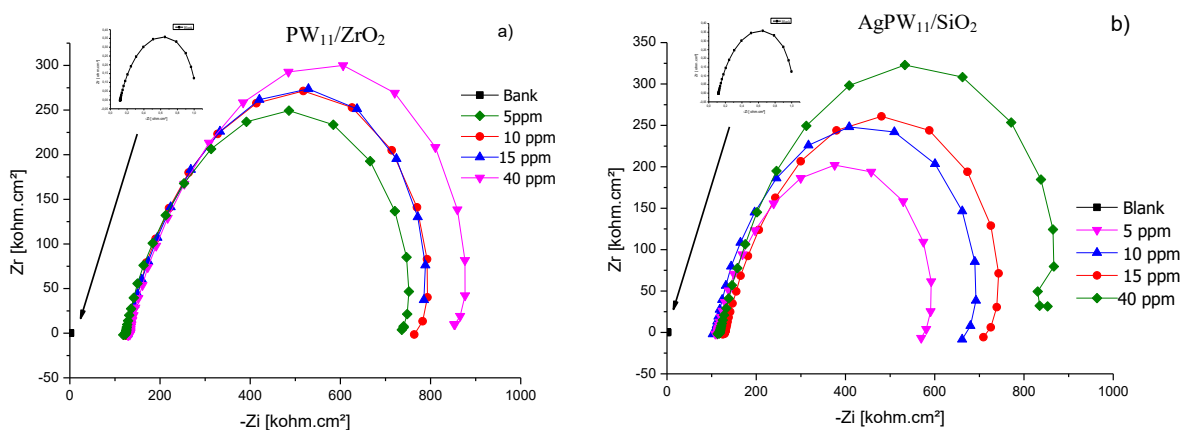 PW₁₁/ZrO₂
a)
Zr [kohm.cm²]
300
250
200
150
100
50
0
-50
0 200 400 600 800 1000
-Zi [kohm.cm²]
Bank
5ppm
10 ppm
15 ppm
40 ppm
AgPW₁₁/SiO₂
b)
Zr [kohm.cm²]
350
300
250
200
150
100
50
0
-50
0 200 400 600 800 1000
-Zi [kohm.cm²]
Blank
5 ppm
10 ppm
15 ppm
40 ppm